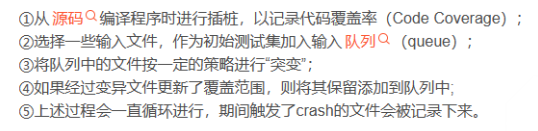 ①从源码编译程序时进行插桩，以记录代码覆盖率（Code Coverage）；
②选择一些输入文件，作为初始测试集加入输入队列（queue）；
③将队列中的文件按一定的策略进行“突变”；
④如果经过变异文件更新了覆盖范围，则将其保留添加到队列中;
⑤上述过程会一直循环进行，期间触发了crash的文件会被记录下来。